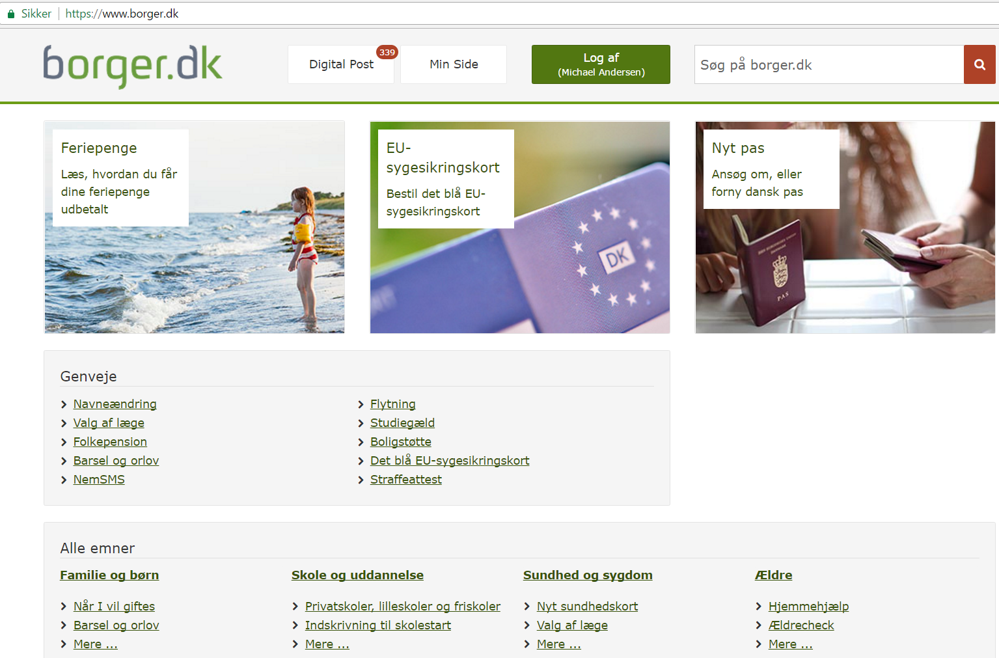 Sikker https://www.borger.dk
borger.dk
Digital Post
339
Min Side
Log af
(Michael Andersen)
Søg på borger.dk
Feriepenge
Læs, hvordan du får
dine feriepenge
udbetalt
EU-
sygesikringskort
Bestil det blå EU-
sygesikringskort
DK
Nyt pas
Ansøg om, eller
forny dansk pas
DANMARK
PAS
Genveje
Navneændring
Valg af læge
Folkepension
Barsel og orlov
NemSMS
Flytning
Studiegæld
Boligstøtte
Det blå EU-sygesikringskort
Straffeattest
Alle emner
Familie og børn
Når I vil giftes
Barsel og orlov
Mere ...
Skole og uddannelse
Privatskoler, lilleskoler og friskoler
Indskrivning til skolestart
Mere ...
Sundhed og sygdom
Nyt sundhedskort
Valg af læge
Mere ...
Ældre
Hjemmehjælp
Ældrecheck
Mere ...